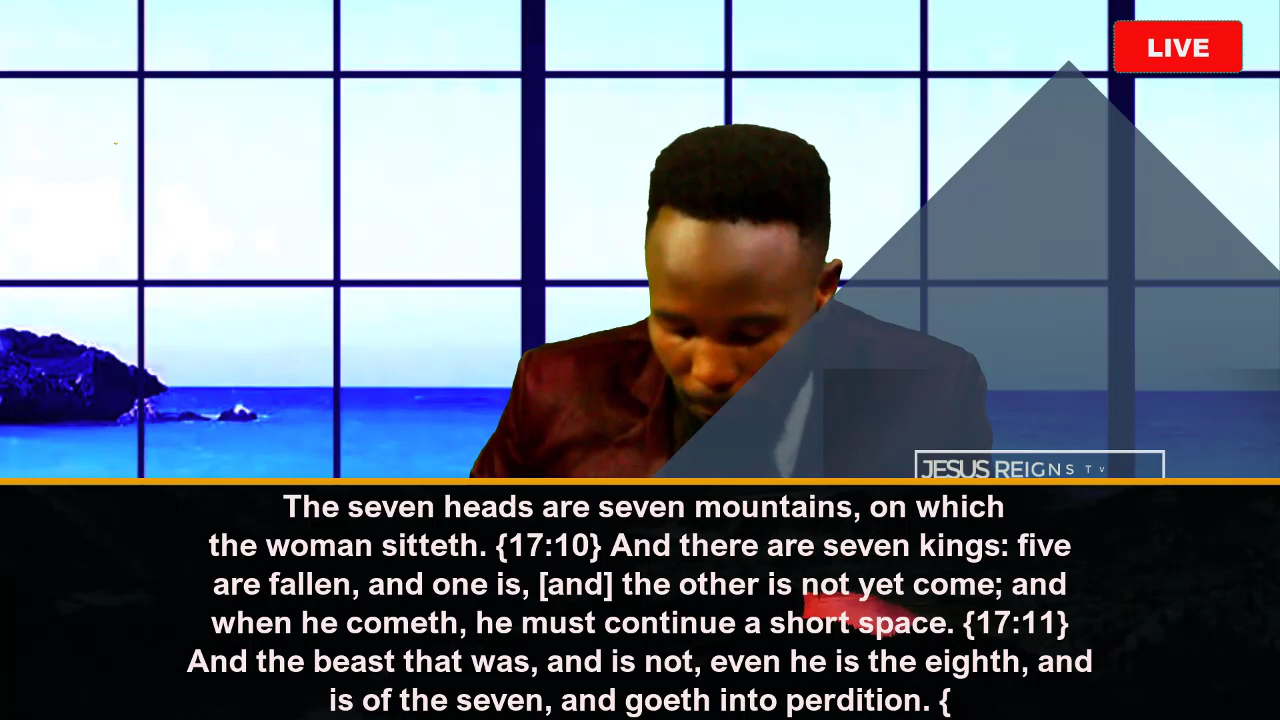 LIVE
JESUS REIGNS TV
The seven heads are seven mountains, on which
the woman sitteth. {17:10} And there are seven kings: five
are fallen, and one is, [and] the other is not yet come; and
when he cometh, he must continue a short space. {17:11}
And the beast that was, and is not, even he is the eighth, and
is of the seven, and goeth into perdition. {